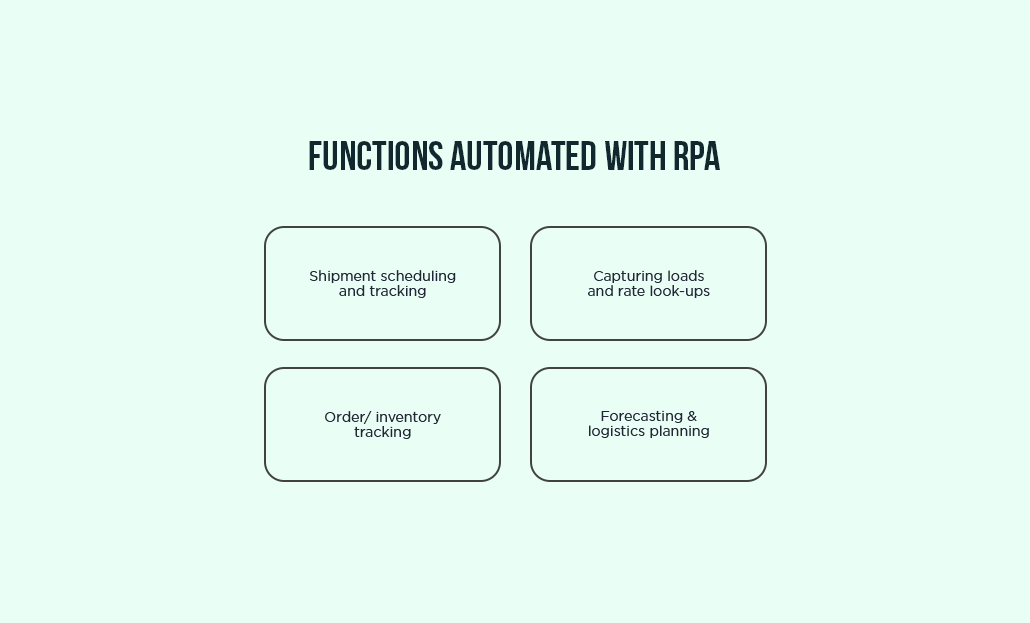 FUNCTIONS AUTOMATED WITH RPA
Shipment scheduling
and tracking
Capturing loads
and rate look-ups
Order/ inventory
tracking
Forecasting &
logistics planning